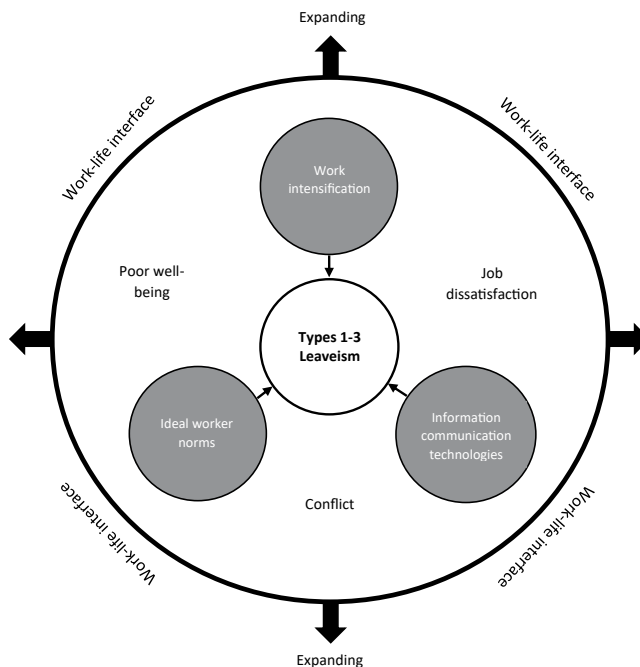 Expanding
Work-life interface
Work-life interface
Work
intensification
Poor well-
being
Job
dissatisfaction
Types 1-3
Leaveism
Ideal worker
norms
Information
communication
technologies
Conflict
Work-life interface
Work-life interface
Expanding